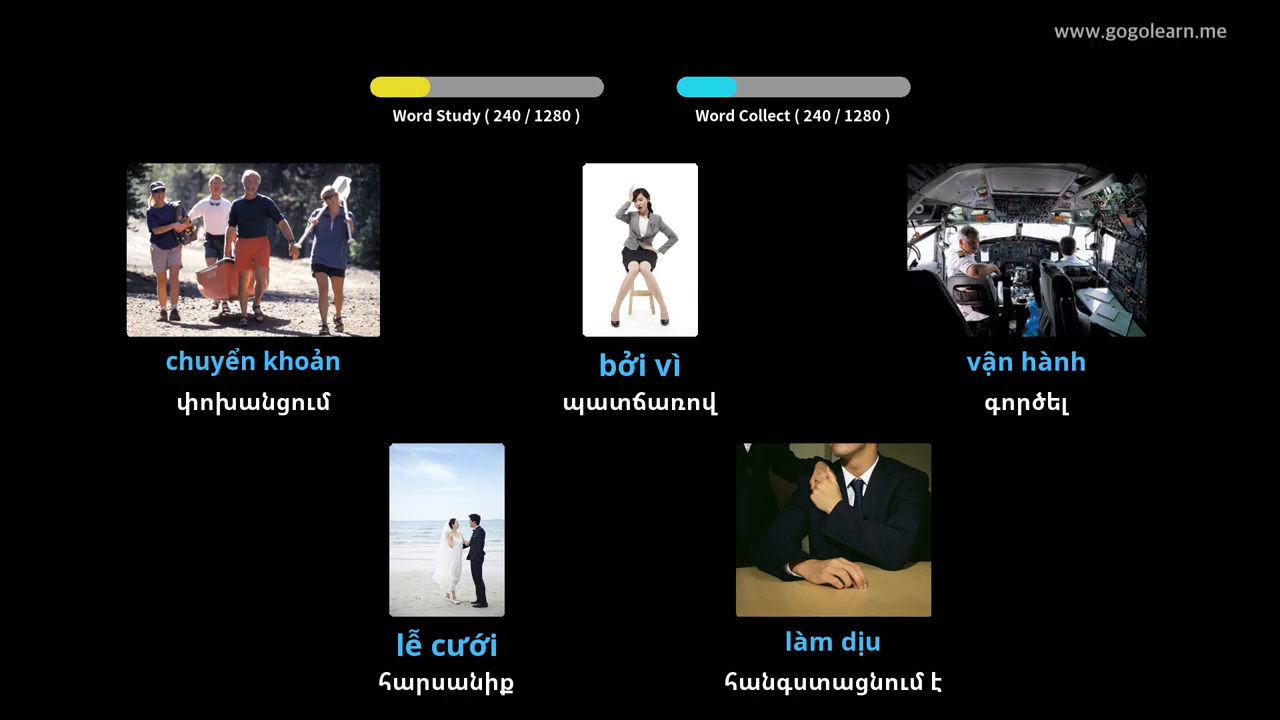 www.gogolearn.me
Word Study ( 240 / 1280 )
Word Collect ( 240 / 1280 )
chuyển khoản
փոխանցում
bởi vì
պատճառով
vận hành
գործել
lễ cưới
հարսանիք
làm dịu
հանգստացնում է